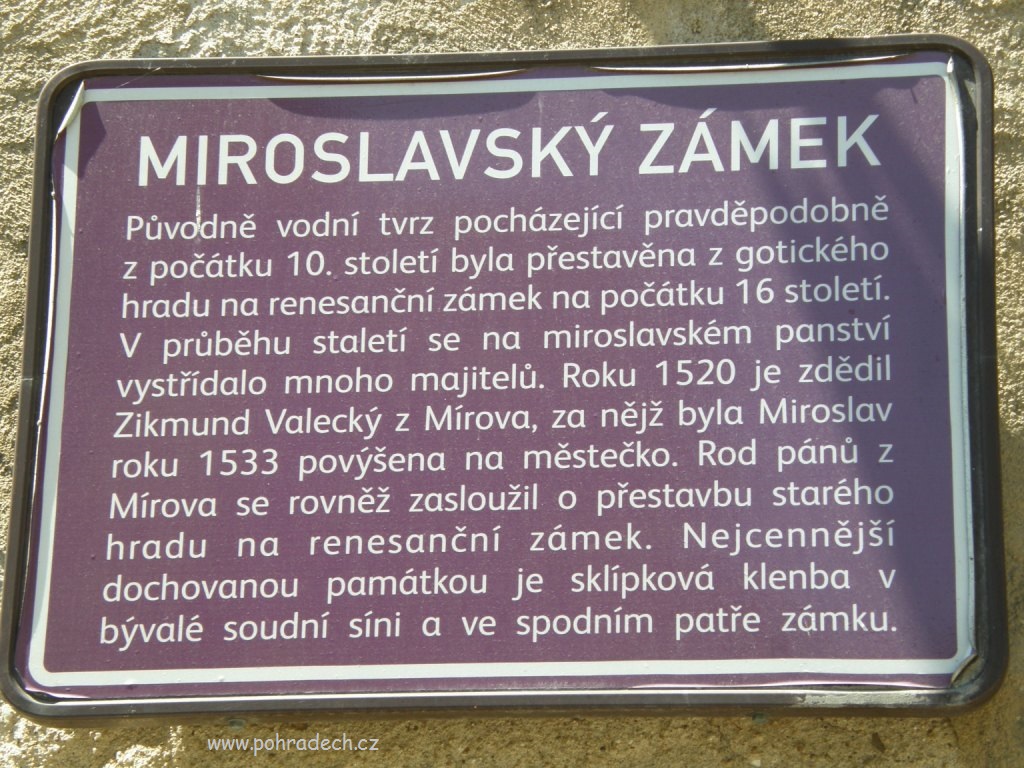 MIROSLAVSKÝ ZÁMEK
Původně vodní tvrz pocházející pravděpodobně
z počátku 10. století byla přestavěna z gotického
hradu na renesanční zámek na počátku 16 století.
V průběhu staletí se na miroslavském panství
vystřídalo mnoho majitelů. Roku 1520 je zdědil
Zikmund Valecký z Mírova, za nějž byla Miroslav
roku 1533 povýšena na městečko. Rod pánů z
Mírova se rovněž zasloužil o přestavbu starého
hradu na renesanční zámek. Nejcennější
dochovanou památkou je sklípková klenba v
bývalé soudní síni a ve spodním patře zámku.
www.pohradech.cz